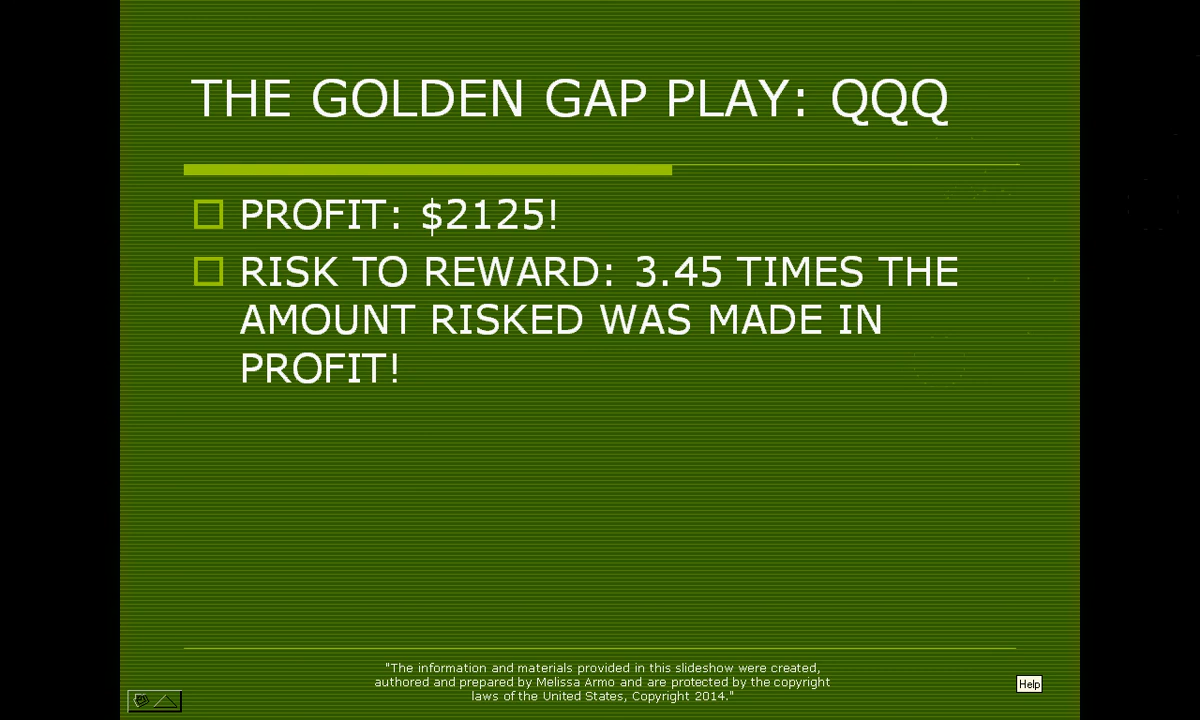 THE GOLDEN GAP PLAY: QQQ
PROFIT: $2125!
RISK TO REWARD: 3.45 TIMES THE
AMOUNT RISKED WAS MADE IN
PROFIT!
"The information and materials provided in this slideshow were created,
authored and prepared by Melissa Armo and are protected by the copyright
laws of the United States, Copyright 2014."
Help